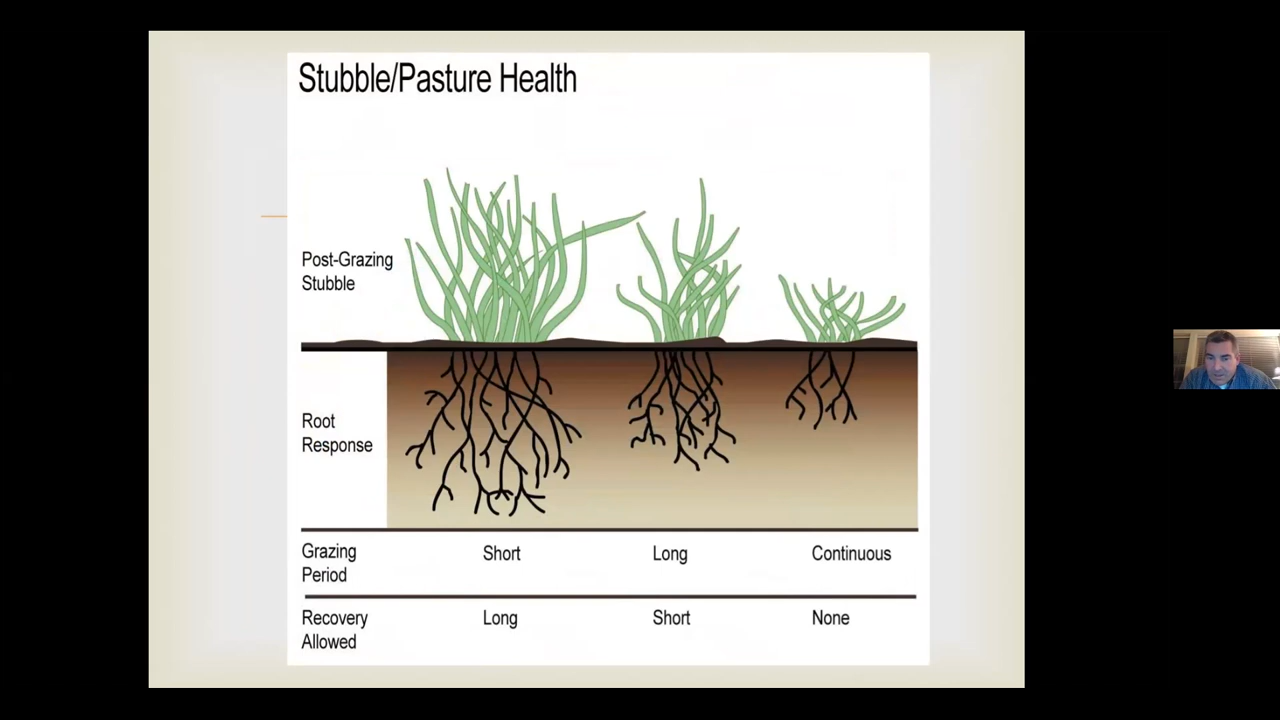 Stubble/Pasture Health
Post-Grazing
Stubble
Root
Response
Grazing
Period
Short
Long
Continuous
Recovery
Allowed
Long
Short
None